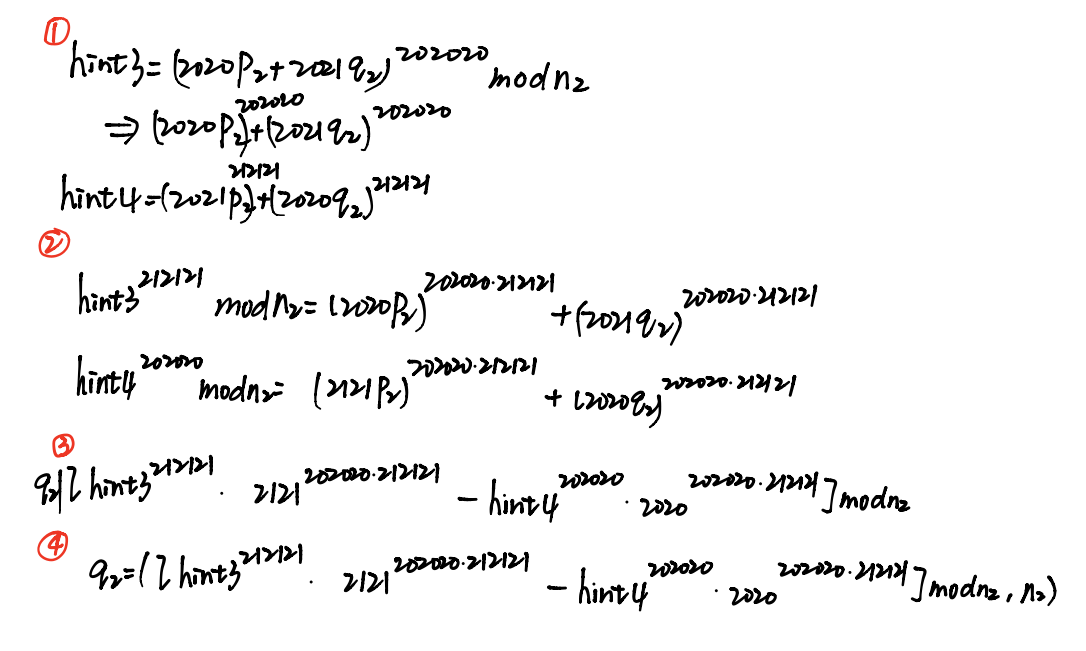 ①
hint3=(2020p₂+2021q₂)^202020 mod n₂
⇒(2020p₂)^202020+(2021q₂)^202020
hint4=(2021p₂)^212121+(2020q₂)^212121
②
hint3^212121 mod n₂=(2020p₂)^202020·212121+(2021q₂)^202020·212121
hint4^202020 mod n₂=(2121p₂)^202020·212121+(2020q₂)^202020·212121
③
q₂|[hint3^212121·2121^202020·212121-hint4^202020·2020^202020·212121]mod n₂
④
q₂=([hint3^212121·2121^202020·212121-hint4^202020·2020^202020·212121]mod n₂,n₂)